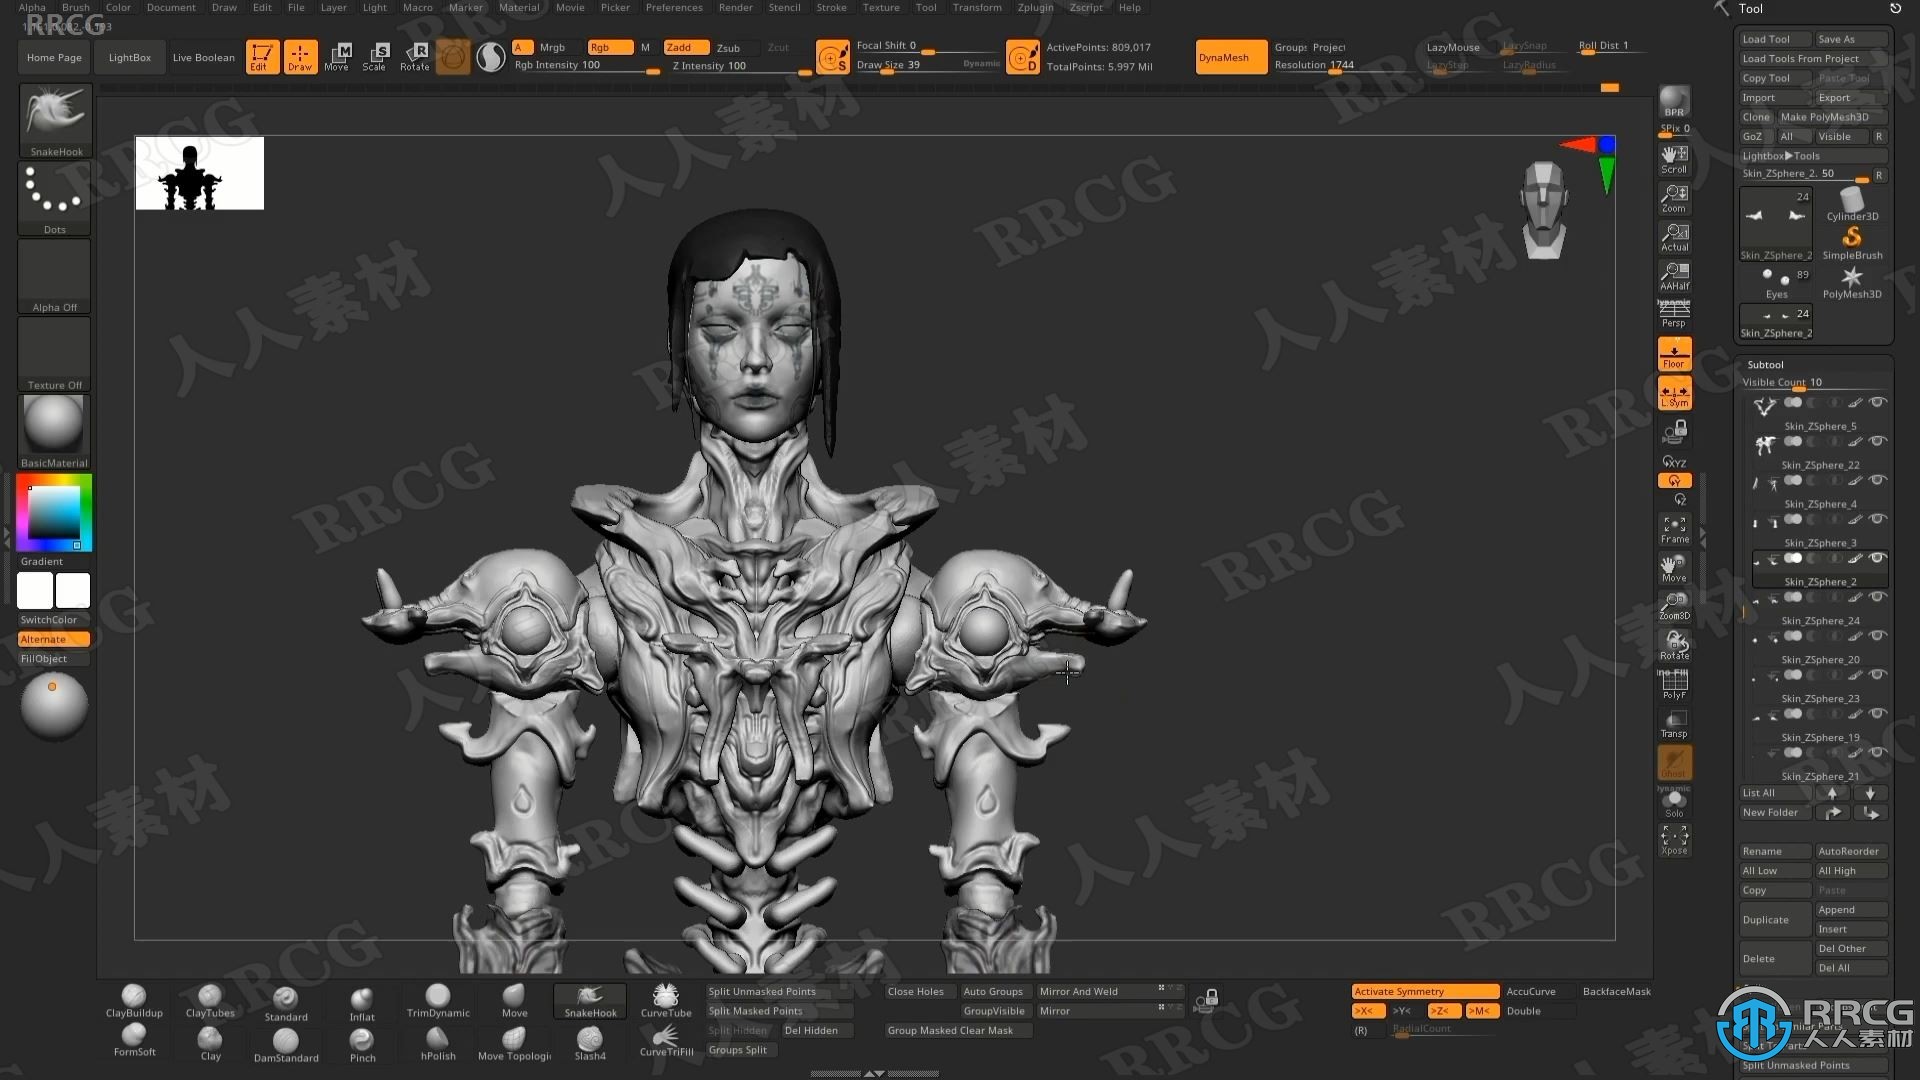 Alpha Brush Color Document Draw Edit File Layer Light Macro Marker Material Movie Picker Preferences Render Stencil Stroke Texture Tool Transform Zplugin Zscript Help
Home Page LightBox Live Boolean Edit Draw Move Scale Rotate
A Mrgb Rgb M Zadd Zsub Zcut
Rgb Intensity 100 Z Intensity 100
Focal Shift 0
Draw Size 39 Dynamic
ActivePoints: 809,017
TotalPoints: 5.997 Mil
DynaMesh
Groups Project
Resolution 1744
LazyMouse LazySnap
LazyStep LazyRadius
Roll Dist 1
SnakeHook
Dots
Alpha Off
Texture Off
BasicMaterial
Gradient
SwitchColor
Alternate
FillObject
BPR
SPix 0
Scroll
Zoom
Actual
AAHalf
Dynamic
Persp
Floor
L.Sym
XYZ
Frame
Move
Zoom3D
Rotate
PolyF
Transp
Ghost
Dynamic
Solo
Xpose
Tool
Load Tool Save As
Load Tools From Project
Copy Tool Paste Tool
Import Export
Clone Make PolyMesh3D
GoZ All Visible R
Lightbox▶Tools
Skin_ZSphere_2. 50 R
24
Cylinder3D
Skin_ZSphere_2 SimpleBrush
89
Eyes PolyMesh3D
24
Skin_ZSphere_2
Subtool
Visible Count 10
Skin_ZSphere_5
Skin_ZSphere_22
Skin_ZSphere_4
Skin_ZSphere_3
Skin_ZSphere_2
Skin_ZSphere_24
Skin_ZSphere_20
Skin_ZSphere_23
Skin_ZSphere_19
Skin_ZSphere_21
List All
New Folder
Rename AutoReorder
All Low All High
Copy Paste
Duplicate Append
Insert
Delete Del Other
Del All
Split Unmasked Points
ClayBuildup ClayTubes Standard Inflat TrimDynamic Move SnakeHook CurveTube
FormSoft Clay DamStandard Pinch hPolish Move Topologic Slash4 CurveTriFill
Split Unmasked Points
Split Masked Points
Split Hidden Del Hidden
Groups Split
Close Holes Auto Groups Mirror And Weld
GroupVisible Mirror
Group Masked Clear Mask
Activate Symmetry AccuCurve BackfaceMask
>X< >Y< >Z< >M< Double
(R) RadialCount
RRCG
人人素材